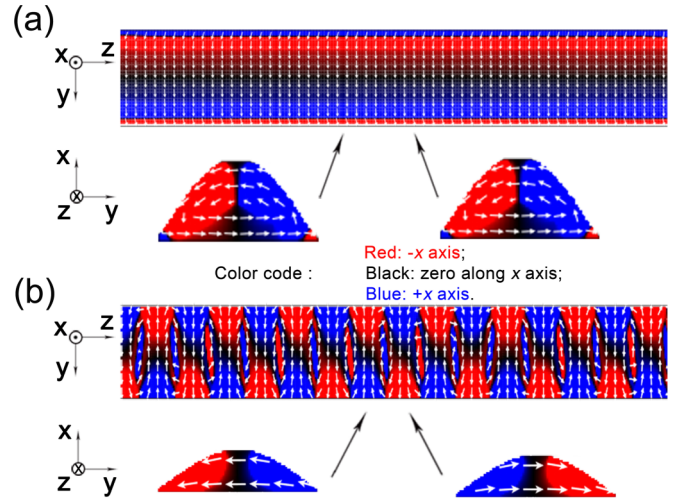 (a)
x z
y
x
z y
Red: -x axis;
Color code : Black: zero along x axis;
Blue: +x axis.
(b)
x z
y
x
z y